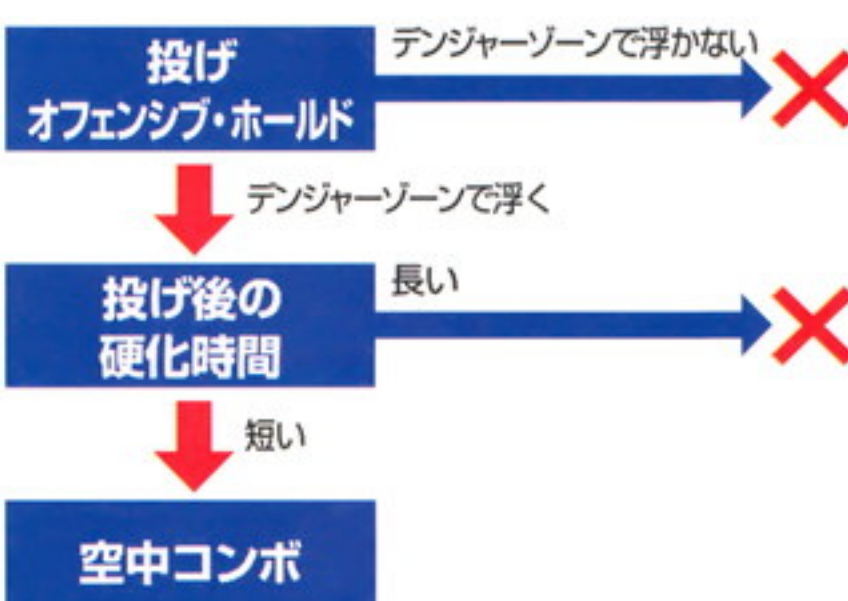 投げ
オフェンシブ・ホールド
デンジャーゾーンで浮かない
デンジャーゾーンで浮く
投げ後の
硬化時間
長い
短い
空中コンボ